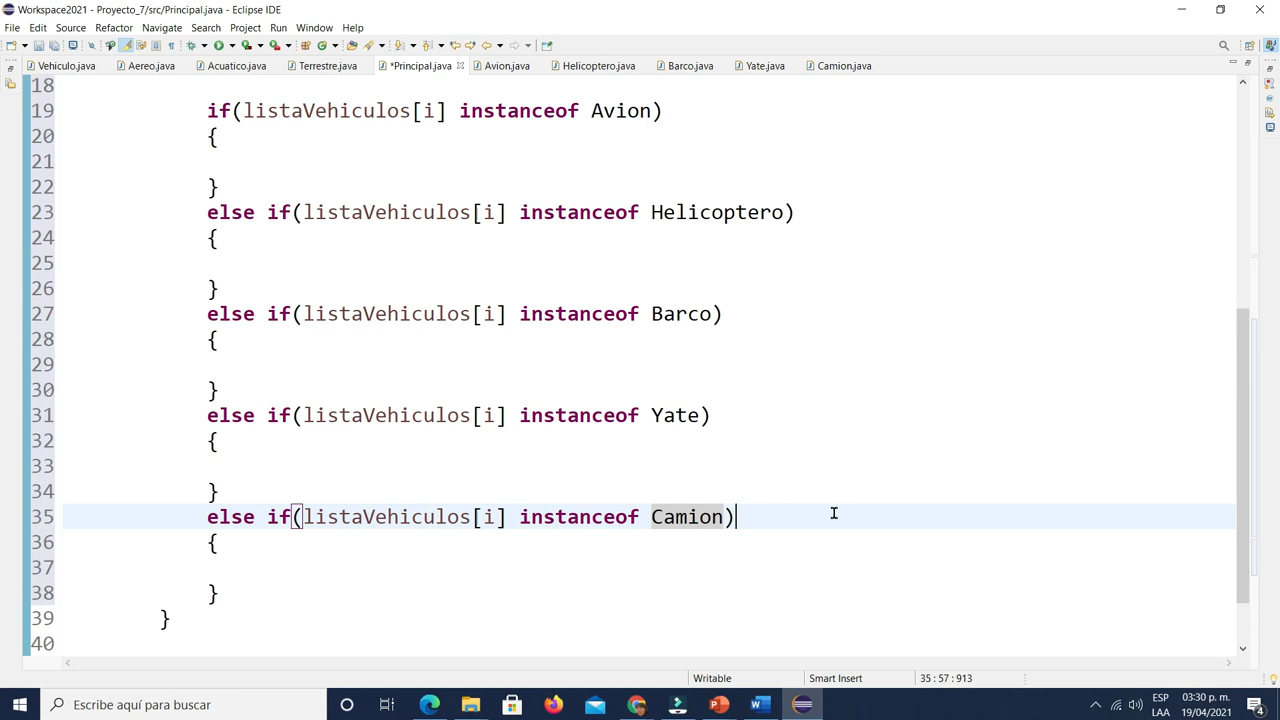 Workspace2021 - Proyecto_7/src/Principal.java - Eclipse IDE
File Edit Source Refactor Navigate Search Project Run Window Help
Vehiculo.java Aereo.java Acuatico.java Terrestre.java *Principal.java Avion.java Helicoptero.java Barco.java Yate.java Camion.java
18
19 if(listaVehiculos[i] instanceof Avion)
20 {
21
22 }
23 else if(listaVehiculos[i] instanceof Helicoptero)
24 {
25
26 }
27 else if(listaVehiculos[i] instanceof Barco)
28 {
29
30 }
31 else if(listaVehiculos[i] instanceof Yate)
32 {
33
34 }
35 else if(listaVehiculos[i] instanceof Camion)
36 {
37
38 }
39 }
40
Writable Smart Insert 35 : 57 : 913
Escribe aquí para buscar
ESP 03:30 p. m.
LAA 19/04/2021 4